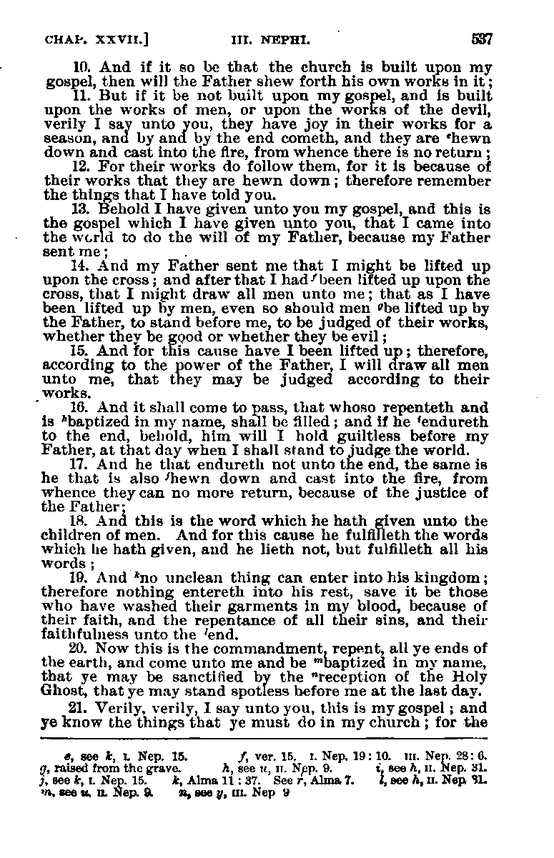 CHAP. XXVII.] III. NEPHI. 537
10. And if it so be that the church is built upon my
gospel, then will the Father shew forth his own works in it;
11. But if it be not built upon my gospel, and is built
upon the works of men, or upon the works of the devil,
verily I say unto you, they have joy in their works for a
season, and by and by the end cometh, and they are ᵉhewn
down and cast into the fire, from whence there is no return;
12. For their works do follow them, for it is because of
their works that they are hewn down; therefore remember
the things that I have told you.
13. Behold I have given unto you my gospel, and this is
the gospel which I have given unto you, that I came into
the world to do the will of my Father, because my Father
sent me;
14. And my Father sent me that I might be lifted up
upon the cross; and after that I had ᶠbeen lifted up upon the
cross, that I might draw all men unto me; that as I have
been lifted up by men, even so should men ᵍbe lifted up by
the Father, to stand before me, to be judged of their works,
whether they be good or whether they be evil;
15. And for this cause have I been lifted up; therefore,
according to the power of the Father, I will draw all men
unto me, that they may be judged according to their
works.
16. And it shall come to pass, that whoso repenteth and
is ʰbaptized in my name, shall be filled; and if he ⁱendureth
to the end, behold, him will I hold guiltless before my
Father, at that day when I shall stand to judge the world.
17. And he that endureth not unto the end, the same is
he that is also ʲhewn down and cast into the fire, from
whence they can no more return, because of the justice of
the Father;
18. And this is the word which he hath given unto the
children of men. And for this cause he fulfilleth the words
which he hath given, and he lieth not, but fulfilleth all his
words;
19. And ᵏno unclean thing can enter into his kingdom;
therefore nothing entereth into his rest, save it be those
who have washed their garments in my blood, because of
their faith, and the repentance of all their sins, and their
faithfulness unto the ˡend.
20. Now this is the commandment, repent, all ye ends of
the earth, and come unto me and be ᵐbaptized in my name,
that ye may be sanctified by the ⁿreception of the Holy
Ghost, that ye may stand spotless before me at the last day.
21. Verily, verily, I say unto you, this is my gospel; and
ye know the things that ye must do in my church; for the
e, see k, I. Nep. 15. f, ver. 15. I. Nep. 19:10. III. Nep. 28:6.
g, raised from the grave. h, see u, II. Nep. 9. i, see h, II. Nep. 31.
j, see k, I. Nep. 15. k, Alma 11:37. See r, Alma 7. l, see h, II. Nep 31.
m, see u, II. Nep. 9. n, see y, III. Nep 9